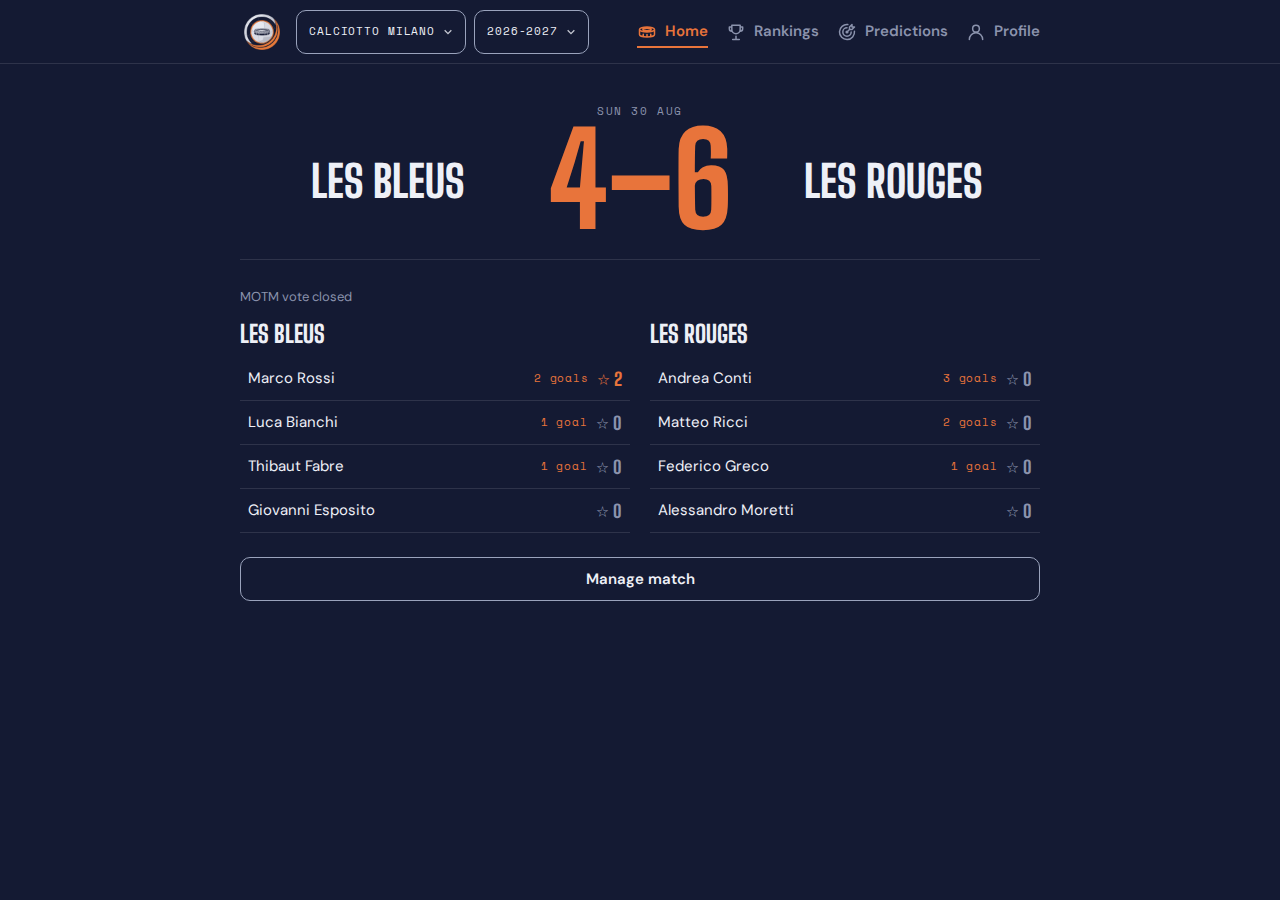 CALCIOTTO MILANO
2026-2027
Home
Rankings
Predictions
Profile
SUN 30 AUG
LES BLEUS
4–6
LES ROUGES
MOTM vote closed
LES BLEUS
Marco Rossi 2 goals ☆ 2
Luca Bianchi 1 goal ☆ 0
Thibaut Fabre 1 goal ☆ 0
Giovanni Esposito ☆ 0
LES ROUGES
Andrea Conti 3 goals ☆ 0
Matteo Ricci 2 goals ☆ 0
Federico Greco 1 goal ☆ 0
Alessandro Moretti ☆ 0
Manage match